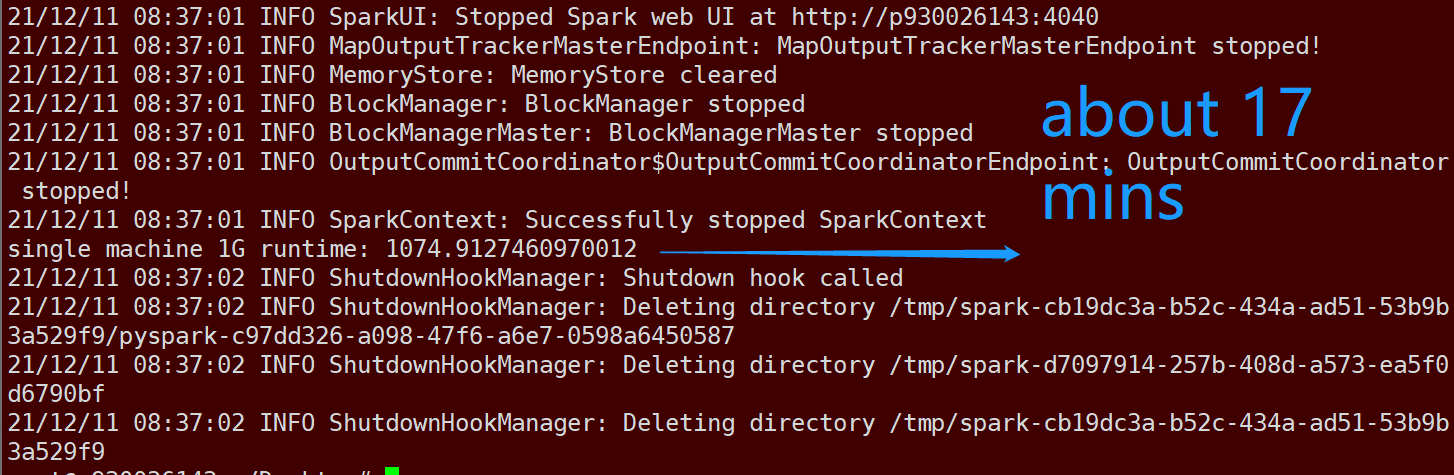 21/12/11 08:37:01 INFO SparkUI: Stopped Spark web UI at http://p930026143:4040
21/12/11 08:37:01 INFO MapOutputTrackerMasterEndpoint: MapOutputTrackerMasterEndpoint stopped!
21/12/11 08:37:01 INFO MemoryStore: MemoryStore cleared
21/12/11 08:37:01 INFO BlockManager: BlockManager stopped
21/12/11 08:37:01 INFO BlockManagerMaster: BlockManagerMaster stopped
21/12/11 08:37:01 INFO OutputCommitCoordinator$OutputCommitCoordinatorEndpoint: OutputCommitCoordinator
stopped!
21/12/11 08:37:01 INFO SparkContext: Successfully stopped SparkContext
single machine 1G runtime: 1074.9127460970012
about 17
mins
21/12/11 08:37:02 INFO ShutdownHookManager: Shutdown hook called
21/12/11 08:37:02 INFO ShutdownHookManager: Deleting directory /tmp/spark-cb19dc3a-b52c-434a-ad51-53b9b
3a529f9/pyspark-c97dd326-a098-47f6-a6e7-0598a6450587
21/12/11 08:37:02 INFO ShutdownHookManager: Deleting directory /tmp/spark-d7097914-257b-408d-a573-ea5f0
d6790bf
21/12/11 08:37:02 INFO ShutdownHookManager: Deleting directory /tmp/spark-cb19dc3a-b52c-434a-ad51-53b9b
3a529f9